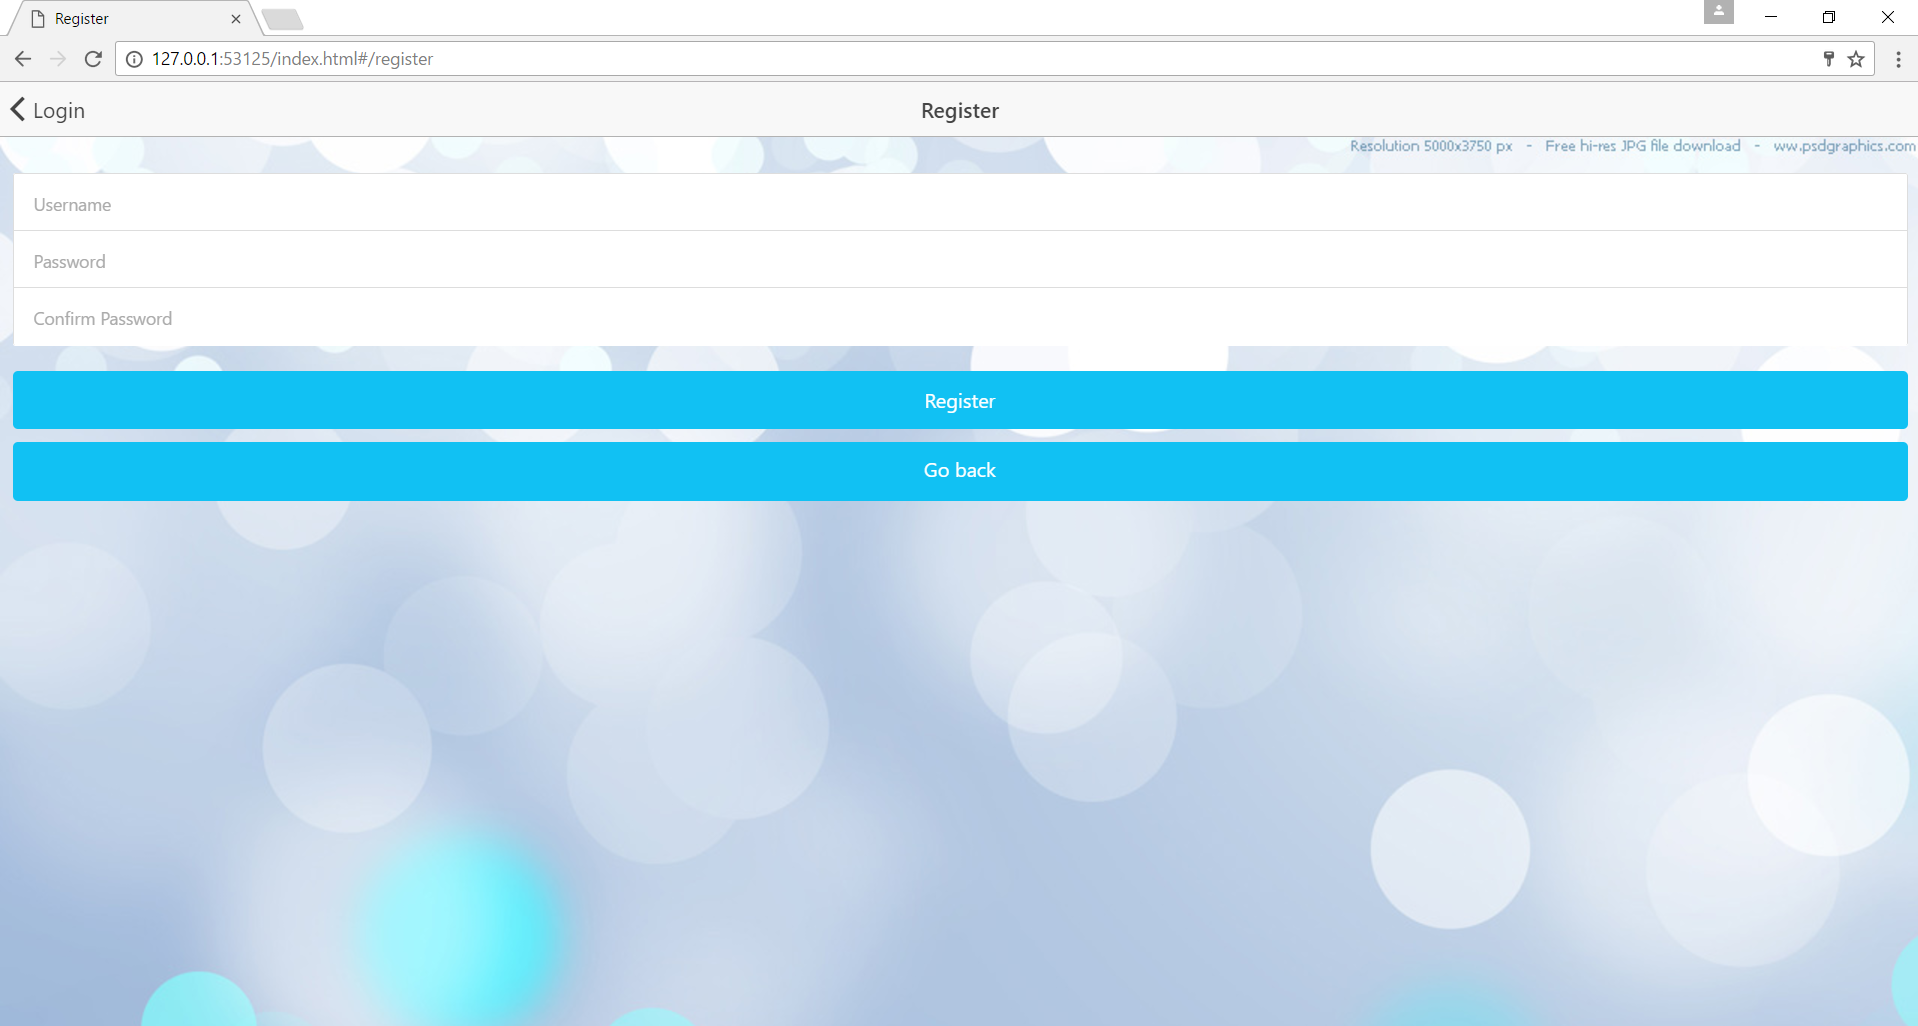 Register
127.0.0.1:53125/index.html#/register
Login
Register
Resolution 5000x3750 px - Free hi-res JPG file download - ww.psdgraphics.com
Username
Password
Confirm Password
Register
Go back